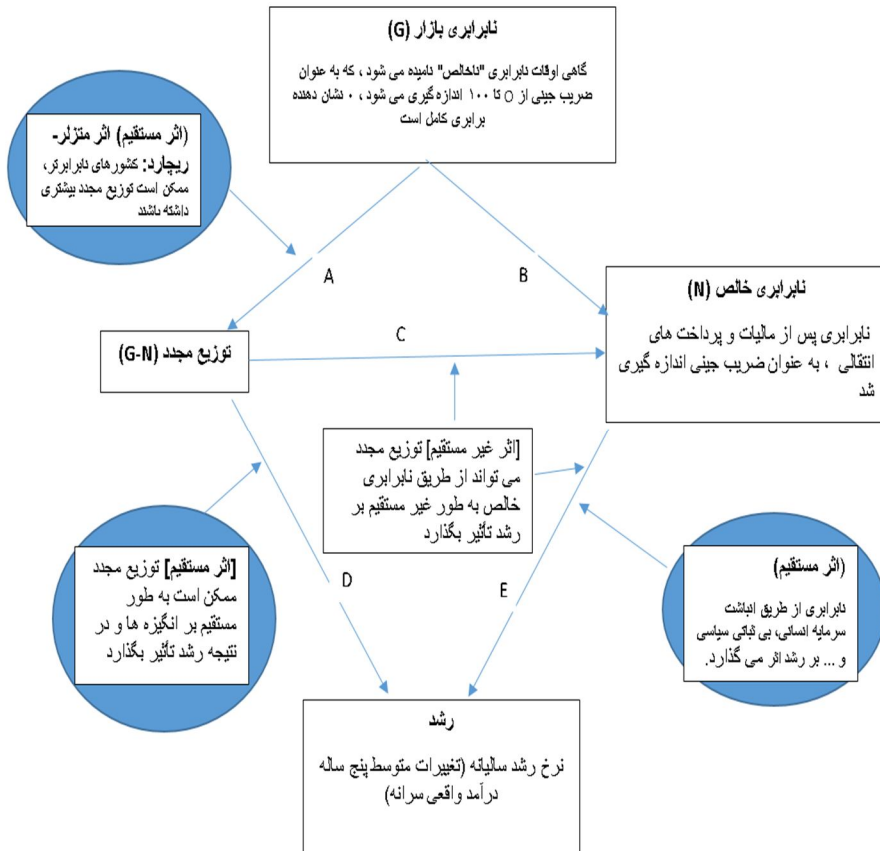 نابرابری بازار (G)
گاهی اوقات نابرابری "ناخالص" نامیده می شود ، که به عنوان
ضریب جینی از 0 تا ۱۰۰ اندازه گیری می شود ، ۰ نشان دهنده
برابری کامل است
(اثر مستقیم) اثر متزلر-
ریچارد: کشورهای نابرابرتر،
ممکن است توزیع مجدد بیشتری
داشته باشند
A
B
نابرابری خالص (N)
نابرابری پس از مالیات و پرداخت های
انتقالی ، به عنوان ضریب جینی اندازه گیری
شد
C
توزیع مجدد (G-N)
[اثر غیر مستقیم] توزیع مجدد
می تواند از طریق نابرابری
خالص به طور غیر مستقیم بر
رشد تأثیر بگذارد
[اثر مستقیم] توزیع مجدد
ممکن است به طور
مستقیم بر انگیزه ها و در
نتیجه رشد تأثیر بگذارد
D
E
(اثر مستقیم)
نابرابری از طریق انباشت
سرمایه انسانی، بی ثباتی سیاسی
و ... بر رشد اثر می گذارد.
رشد
نرخ رشد سالیانه (تغییرات متوسط پنج ساله
درآمد واقعی سرانه)